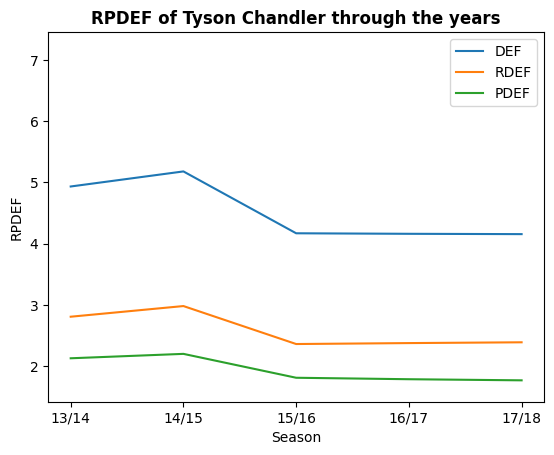 RPDEF of Tyson Chandler through the years
DEF
RDEF
PDEF
7
6
5
4
3
2
RPDEF
13/14 14/15 15/16 16/17 17/18
Season